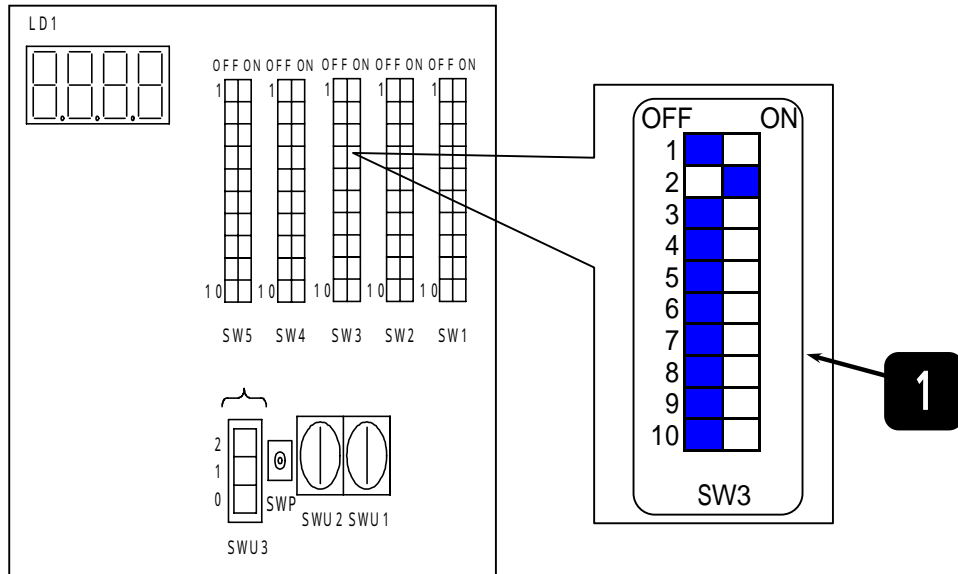 LD1
OFF ON OFF ON OFF ON OFF ON OFF ON
1 1 1 1 1
10 10 10 10 10
SW5 SW4 SW3 SW2 SW1
2
1
0
SWU3
SWP
SWU2 SWU1
OFF ON
1
2
3
4
5
6
7
8
9
10
SW3
1